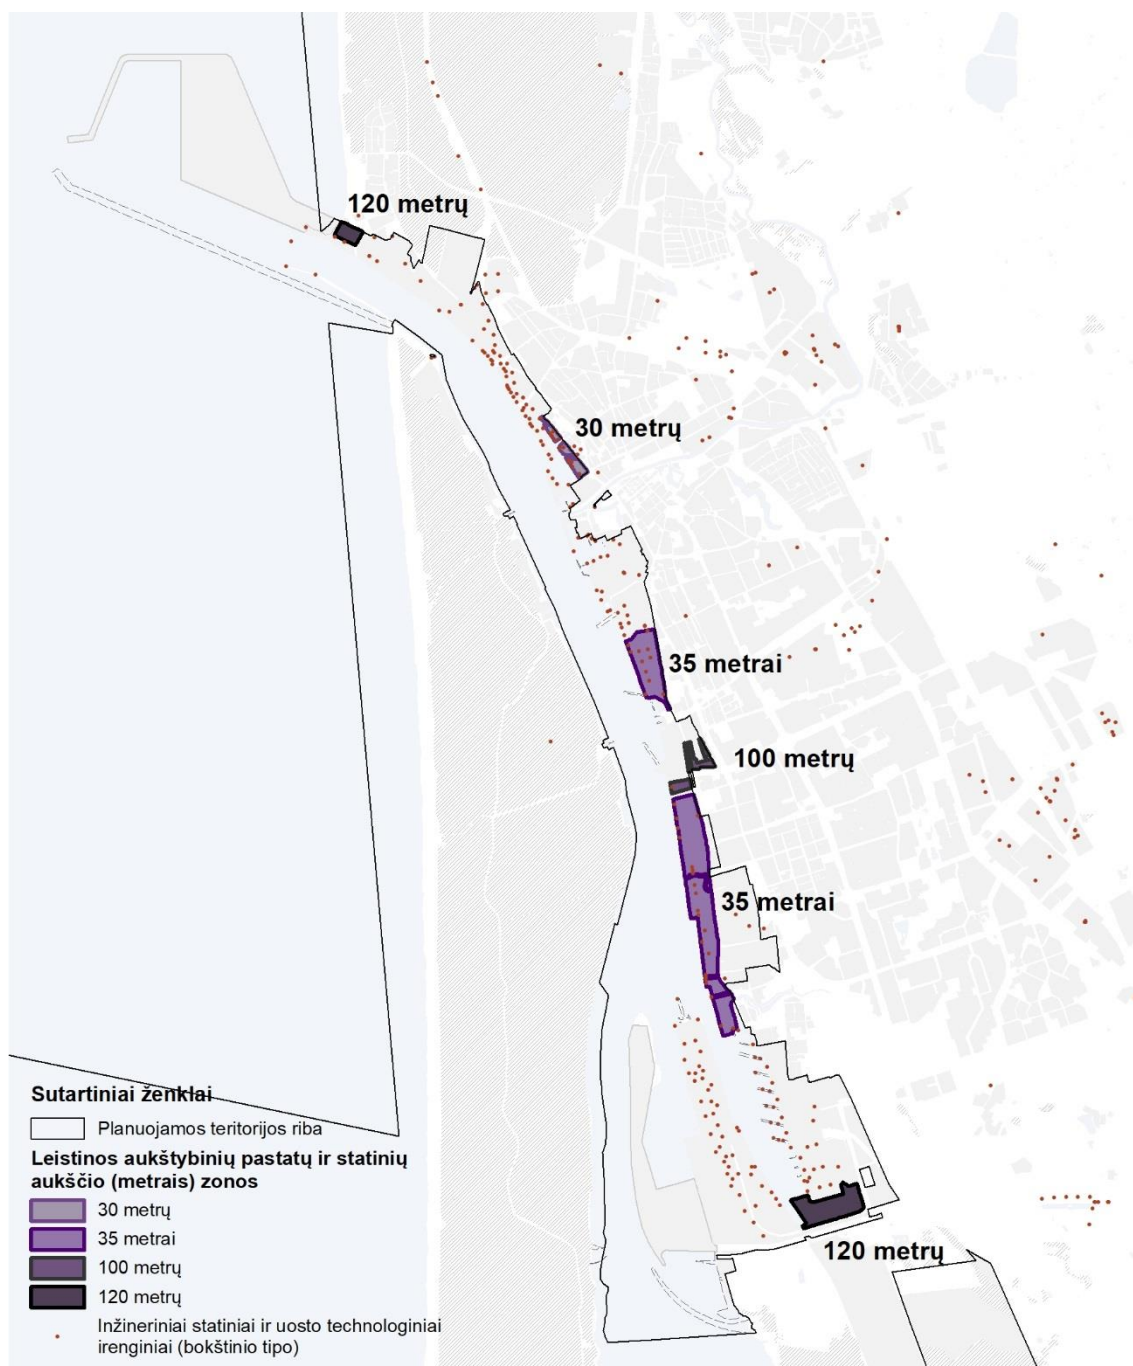 120 metrų
30 metrų
35 metrai
100 metrų
35 metrai
120 metrų
Sutartiniai ženklai
Planuojamos teritorijos riba
Leistinos aukštybinių pastatų ir statinių
aukščio (metrais) zonos
30 metrų
35 metrai
100 metrų
120 metrų
Inžineriniai statiniai ir uosto technologiniai
irenginiai (bokštinio tipo)